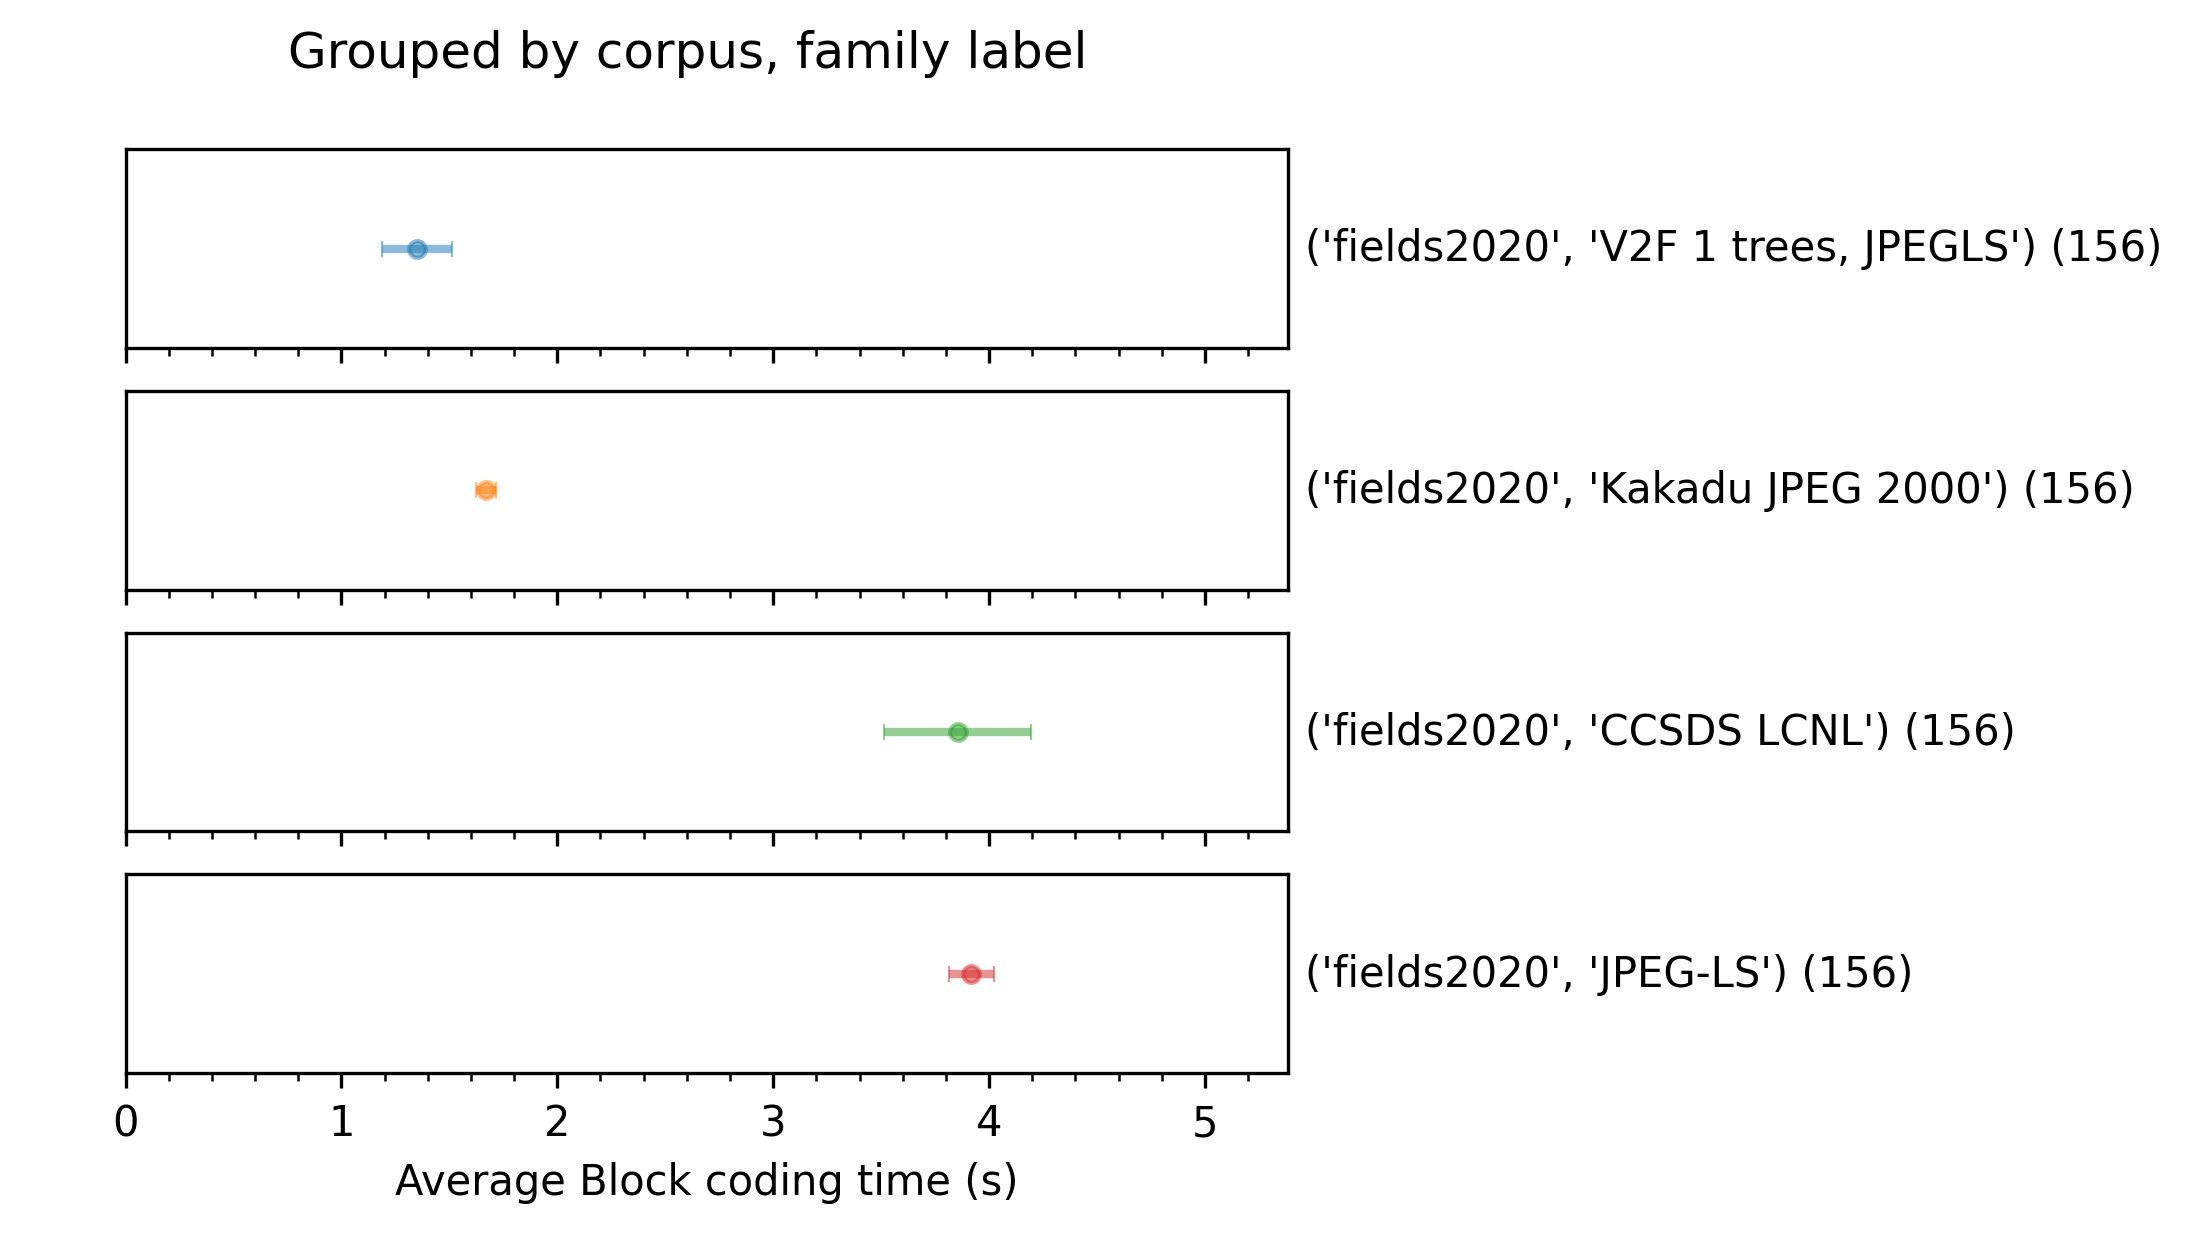 Grouped by corpus, family label
('fields2020', 'V2F 1 trees, JPEGLS') (156)
('fields2020', 'Kakadu JPEG 2000') (156)
('fields2020', 'CCSDS LCNL') (156)
('fields2020', 'JPEG-LS') (156)
0 1 2 3 4 5
Average Block coding time (s)